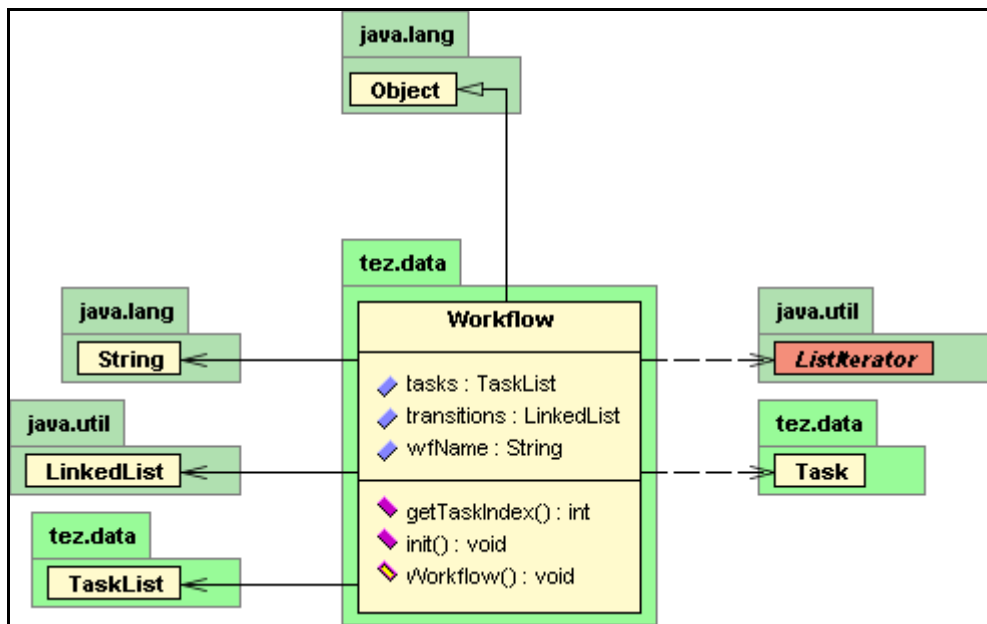 java.lang
Object
tez.data
Workflow
tasks : TaskList
transitions : LinkedList
wfName : String
getTaskIndex() : int
init() : void
Workflow() : void
java.lang
String
java.util
LinkedList
tez.data
TaskList
java.util
ListIterator
tez.data
Task